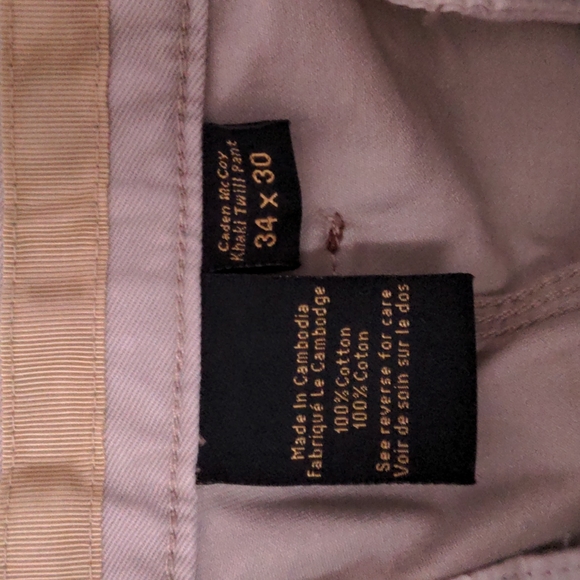 Caden McCoy
Khaki Twill Pant
34 x 30
Made In Cambodia
Fabriqué Le Cambodge
100% Cotton
100% Coton
See reverse for care
Voir de soin sur le dos